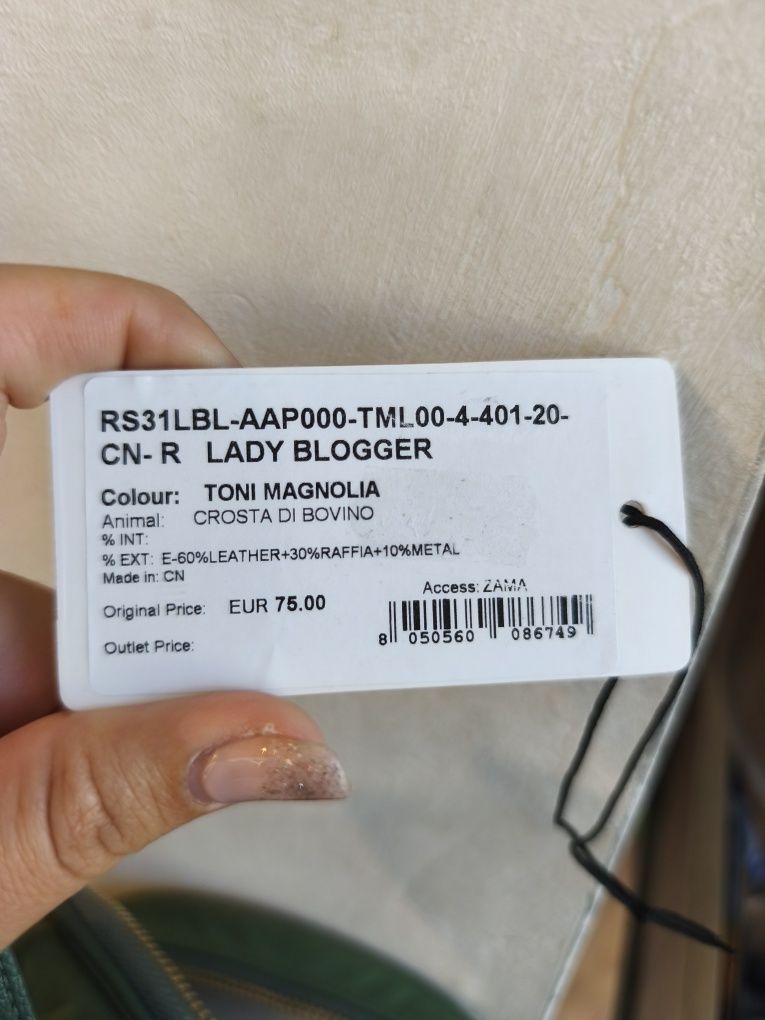 RS31LBL-AAP000-TML00-4-401-20-
CN- R LADY BLOGGER
Colour: TONI MAGNOLIA
Animal: CROSTA DI BOVINO
% INT:
% EXT: E-60%LEATHER+30%RAFFIA+10%METAL
Made in: CN
Access: ZAMA
Original Price: EUR 75.00
8 050560 086749
Outlet Price: